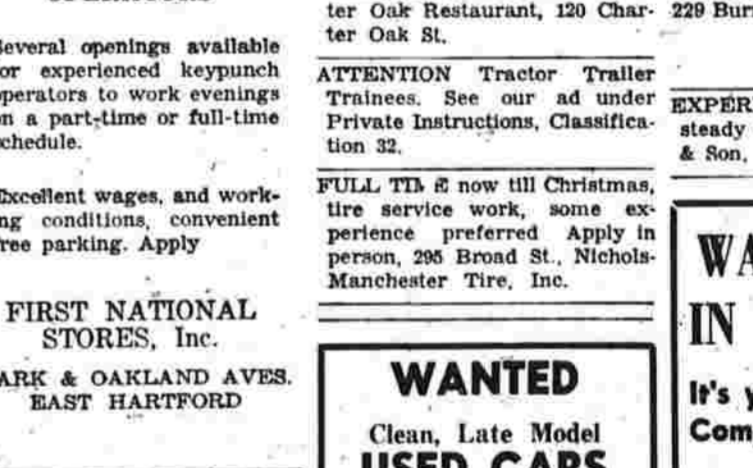 Several openings available
or experienced keypunch
operators to work evenings
on a part-time or full-time
schedule.
Excellent wages, and work-
ing conditions, convenient
free parking. Apply
FIRST NATIONAL
STORES, Inc.
PARK & OAKLAND AVES.
EAST HARTFORD
ter Oak Restaurant, 120 Char-
ter Oak St.
ATTENTION Tractor Trailer
Trainees. See our ad under
Private Instructions, Classifica-
tion 32.
FULL now till Christmas,
tire service work, some ex-
perience preferred Apply in
person, 295 Broad St., Nichols-
Manchester Tire, Inc.
WANTED
Clean, Late Model
USED CARS
229
EXPER
steady
& Son,
WA
IN
It's y
Com